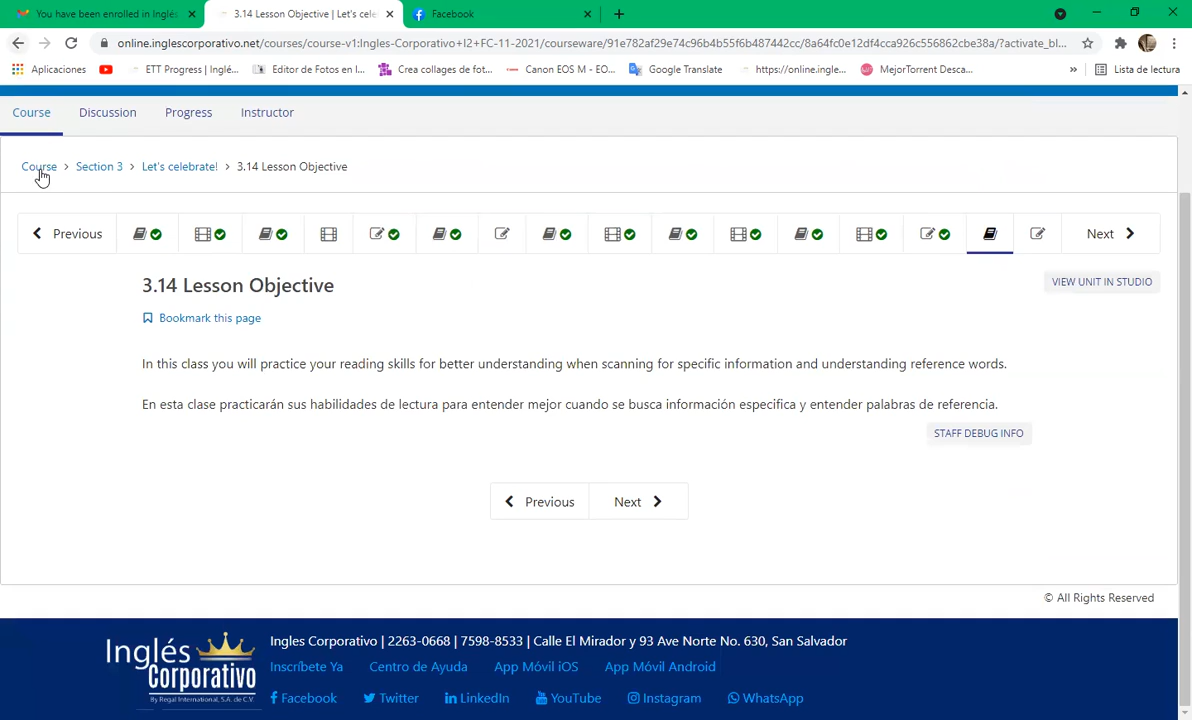 You have been enrolled in Inglés
3.14 Lesson Objective | Let's cele
Facebook
online.inglescorporativo.net/courses/course-v1:Ingles-Corporativo+I2+FC-11-2021/courseware/91e782af29e74c96b4b55f6b48147442cc/8a64fc0e12df4cca926c556862cbe38a/?activate_bl...
Aplicaciones
ETT Progress | Inglé...
Editor de Fotos en l...
Crea collages de fot...
Canon EOS M - EO...
Google Translate
https://online.ingle...
MejorTorrent Desca...
»
Lista de lectura
Course Discussion Progress Instructor
Course > Section 3 > Let's celebrate! > 3.14 Lesson Objective
Previous Next
3.14 Lesson Objective
VIEW UNIT IN STUDIO
Bookmark this page
In this class you will practice your reading skills for better understanding when scanning for specific information and understanding reference words.
En esta clase practicarán sus habilidades de lectura para entender mejor cuando se busca información especifica y entender palabras de referencia.
STAFF DEBUG INFO
Previous Next
© All Rights Reserved
Inglés Corporativo
By Regal International, S.A. de C.V.
Ingles Corporativo | 2263-0668 | 7598-8533 | Calle El Mirador y 93 Ave Norte No. 630, San Salvador
Inscríbete Ya Centro de Ayuda App Móvil iOS App Móvil Android
Facebook Twitter LinkedIn YouTube Instagram WhatsApp